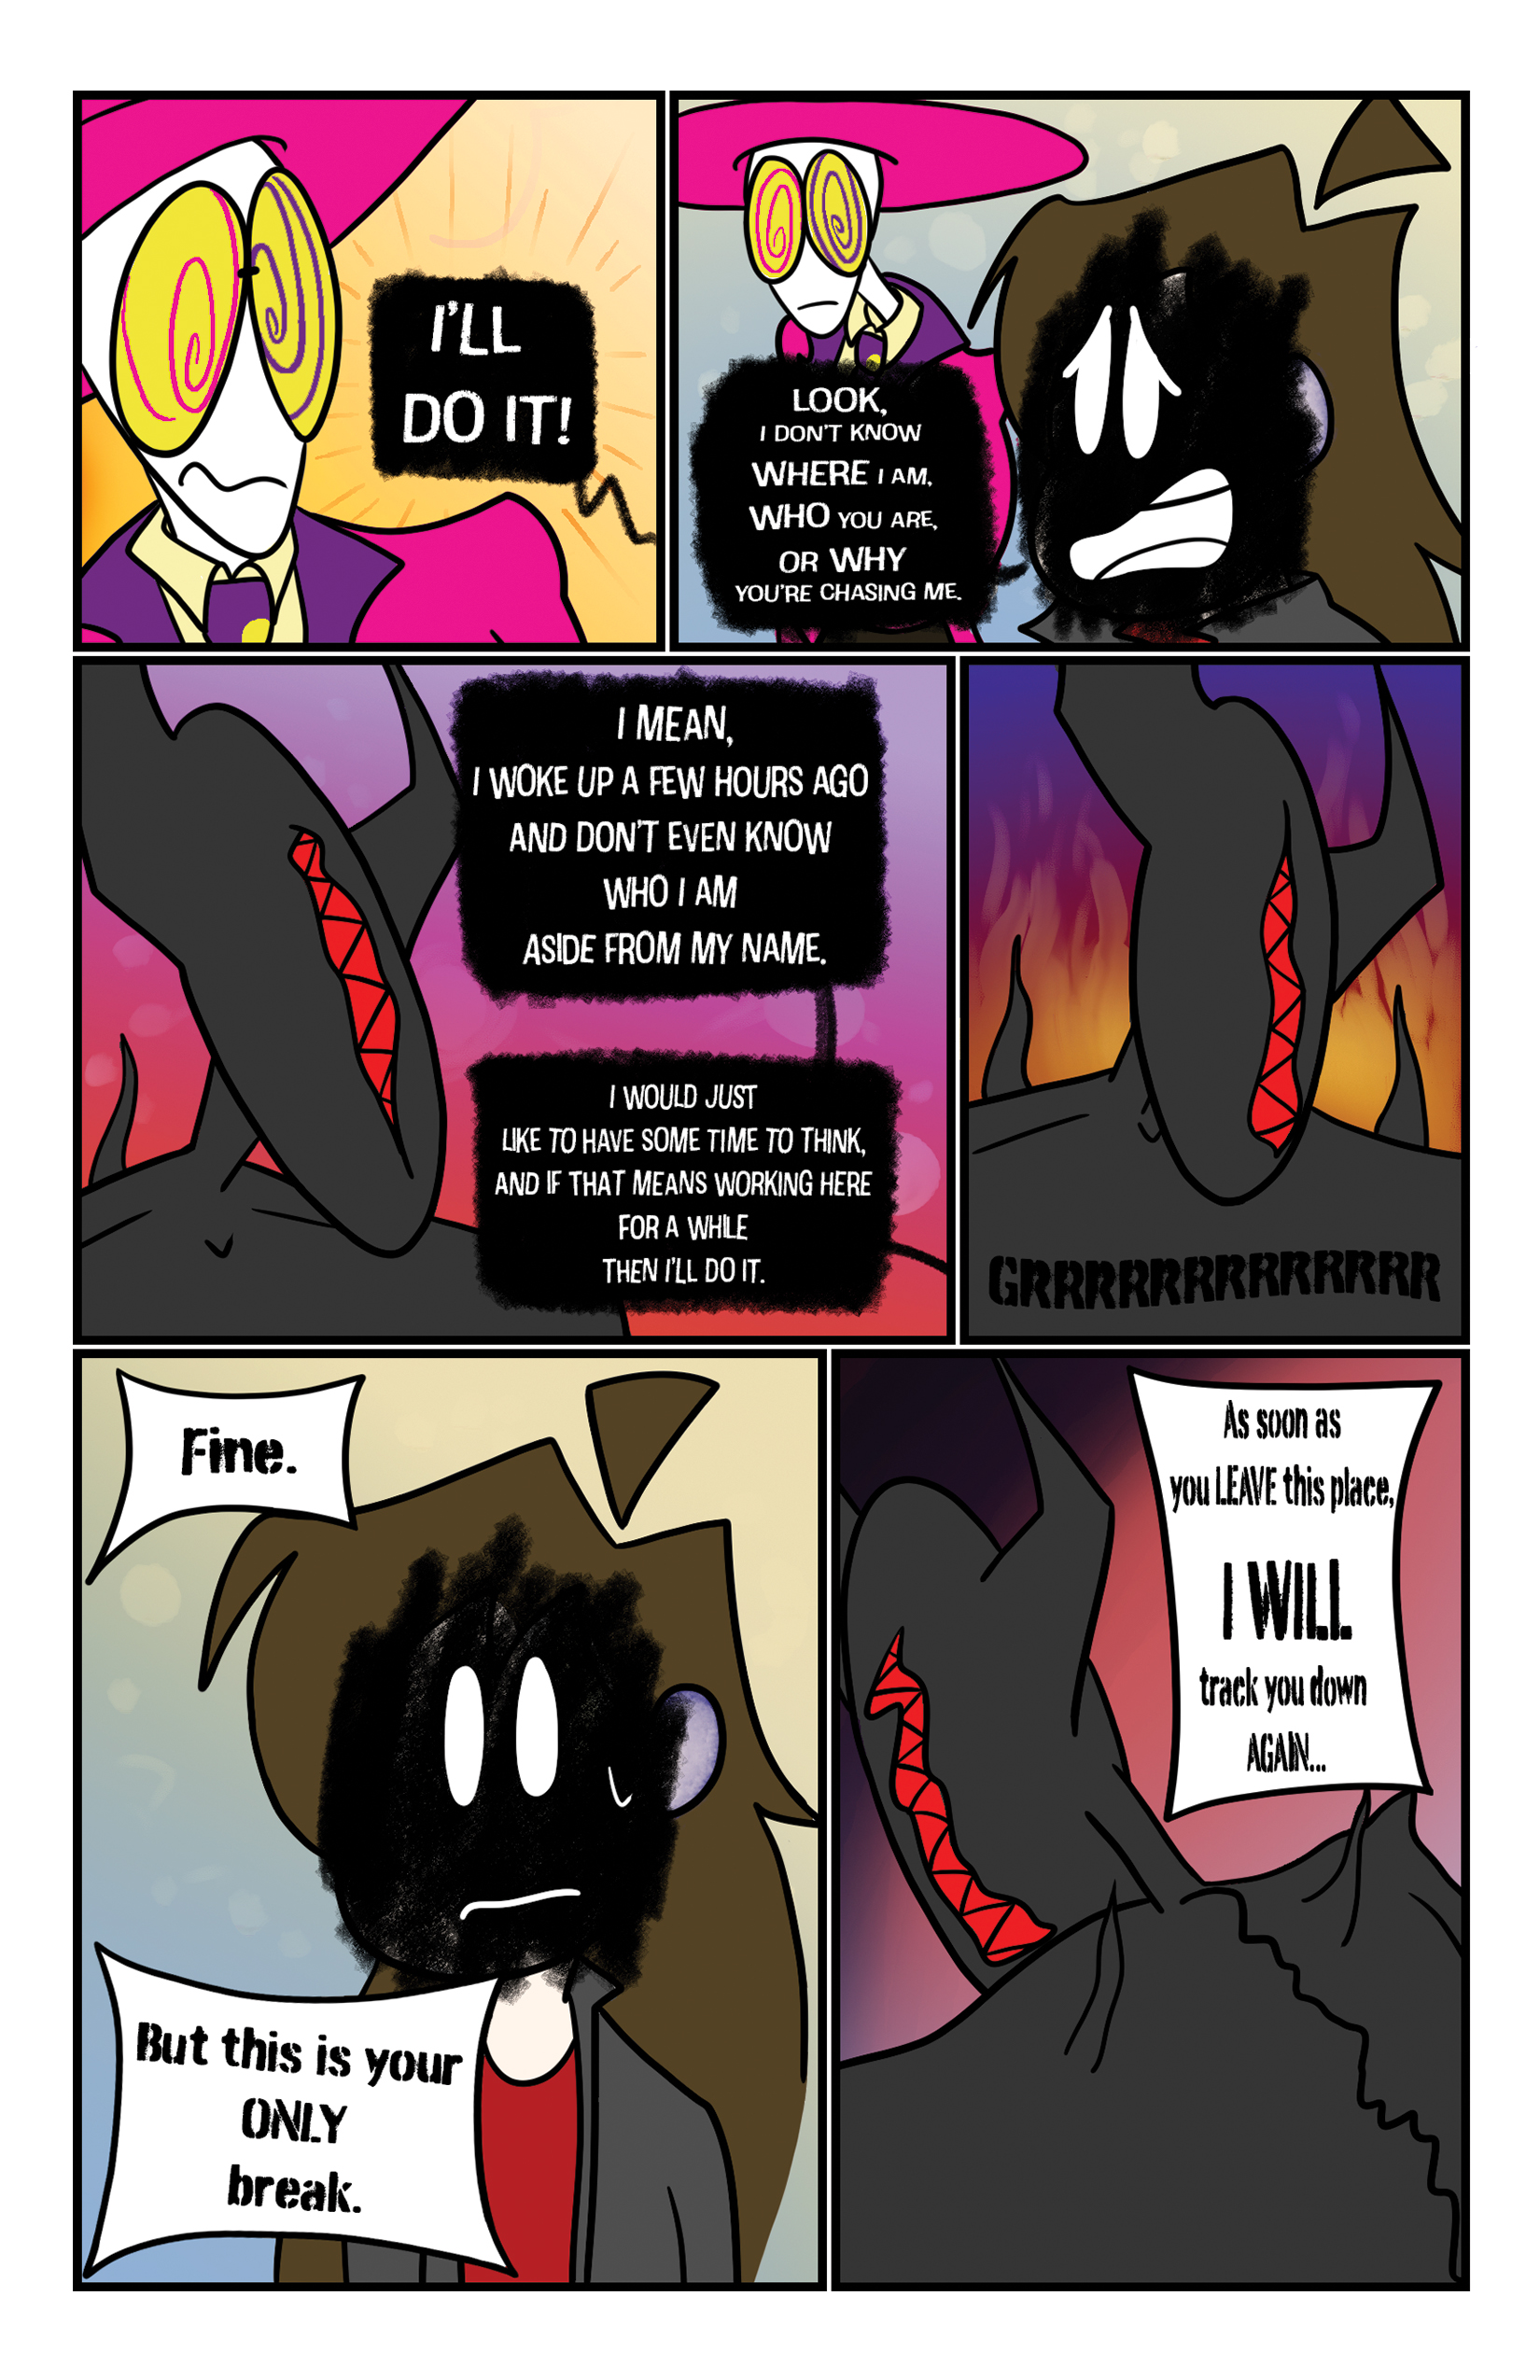 I'LL
DO IT!
LOOK,
I DON'T KNOW
WHERE I AM,
WHO YOU ARE,
OR WHY
YOU'RE CHASING ME.
I MEAN,
I WOKE UP A FEW HOURS AGO
AND DON'T EVEN KNOW
WHO I AM
ASIDE FROM MY NAME.
I WOULD JUST
LIKE TO HAVE SOME TIME TO THINK,
AND IF THAT MEANS WORKING HERE
FOR A WHILE
THEN I'LL DO IT.
GRRRRRRRRRRRRR
Fine.
But this is your
ONLY
break.
As soon as
you LEAVE this place,
I WILL
track you down
AGAIN...